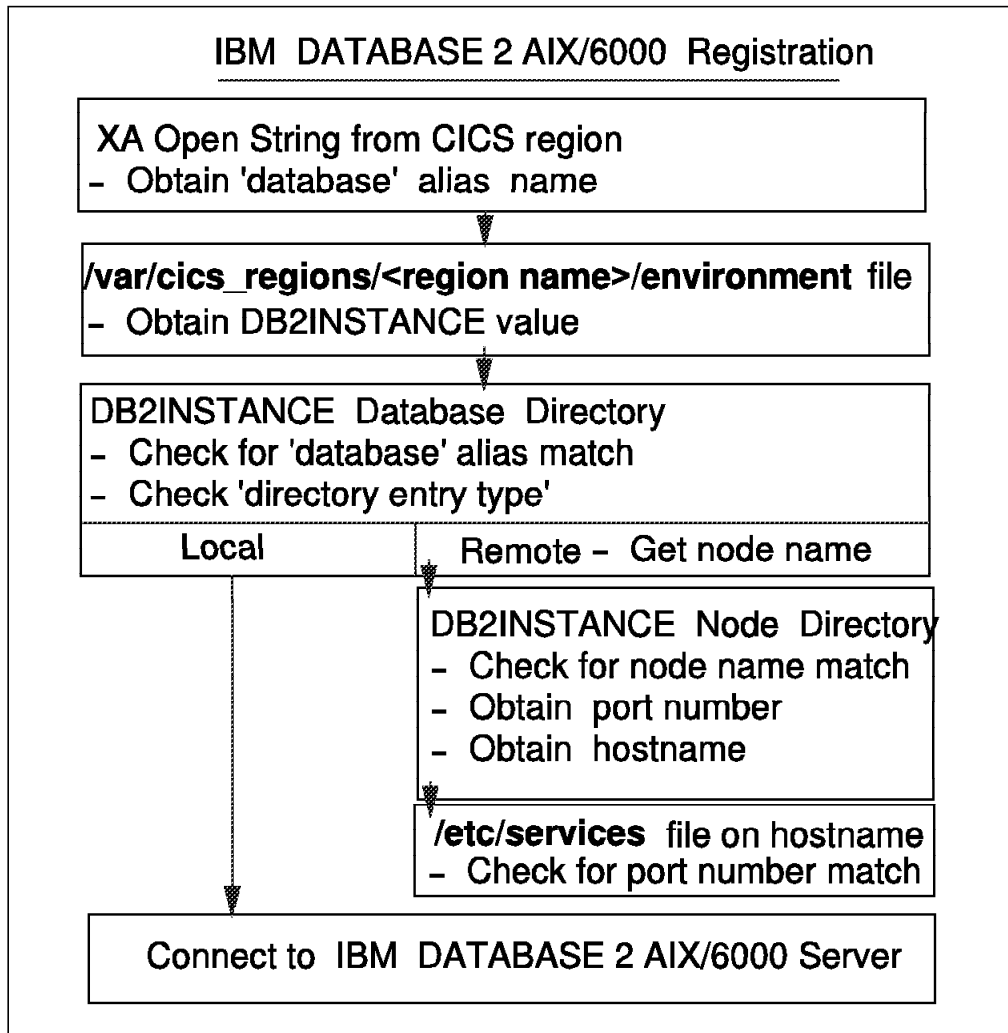 IBM DATABASE 2 AIX/6000 Registration
XA Open String from CICS region
- Obtain 'database' alias name
/var/cics_regions/<region name>/environment file
- Obtain DB2INSTANCE value
DB2INSTANCE Database Directory
- Check for 'database' alias match
- Check 'directory entry type'
Local
Remote - Get node name
DB2INSTANCE Node Directory
- Check for node name match
- Obtain port number
- Obtain hostname
/etc/services file on hostname
- Check for port number match
Connect to IBM DATABASE 2 AIX/6000 Server